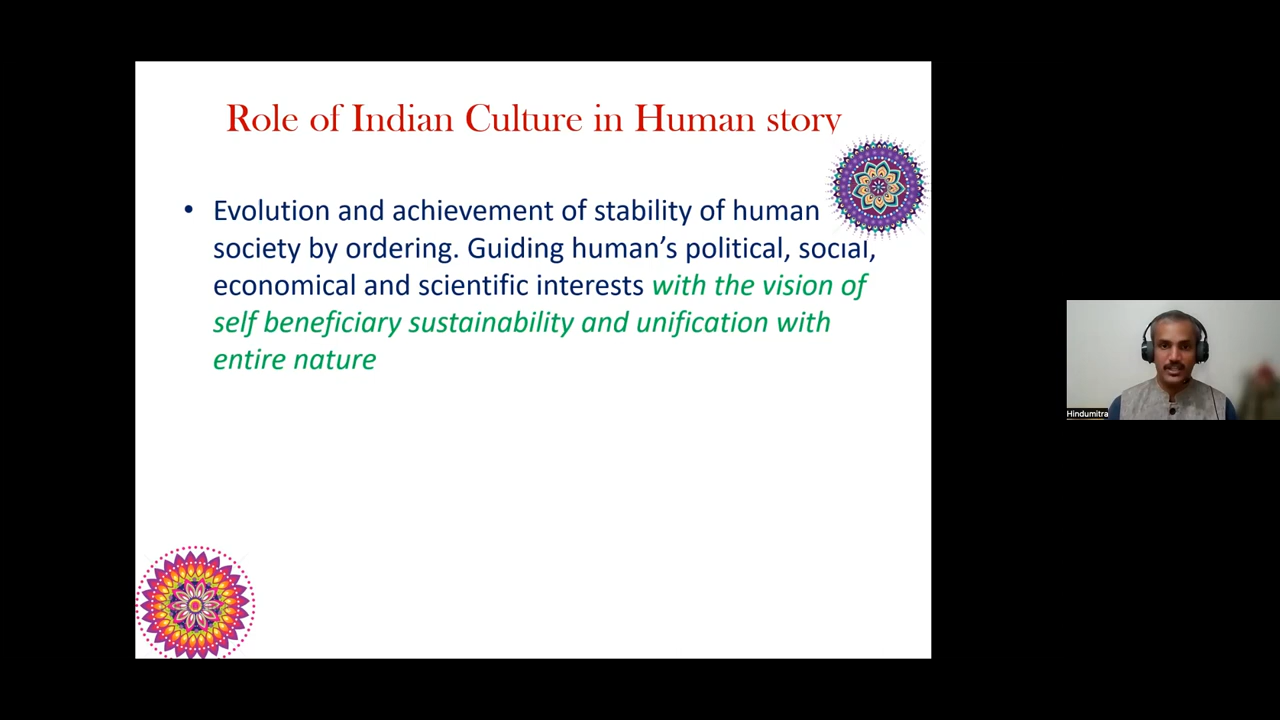 Role of Indian Culture in Human story
• Evolution and achievement of stability of human
society by ordering. Guiding human's political, social,
economical and scientific interests with the vision of
self beneficiary sustainability and unification with
entire nature
Hindumitra